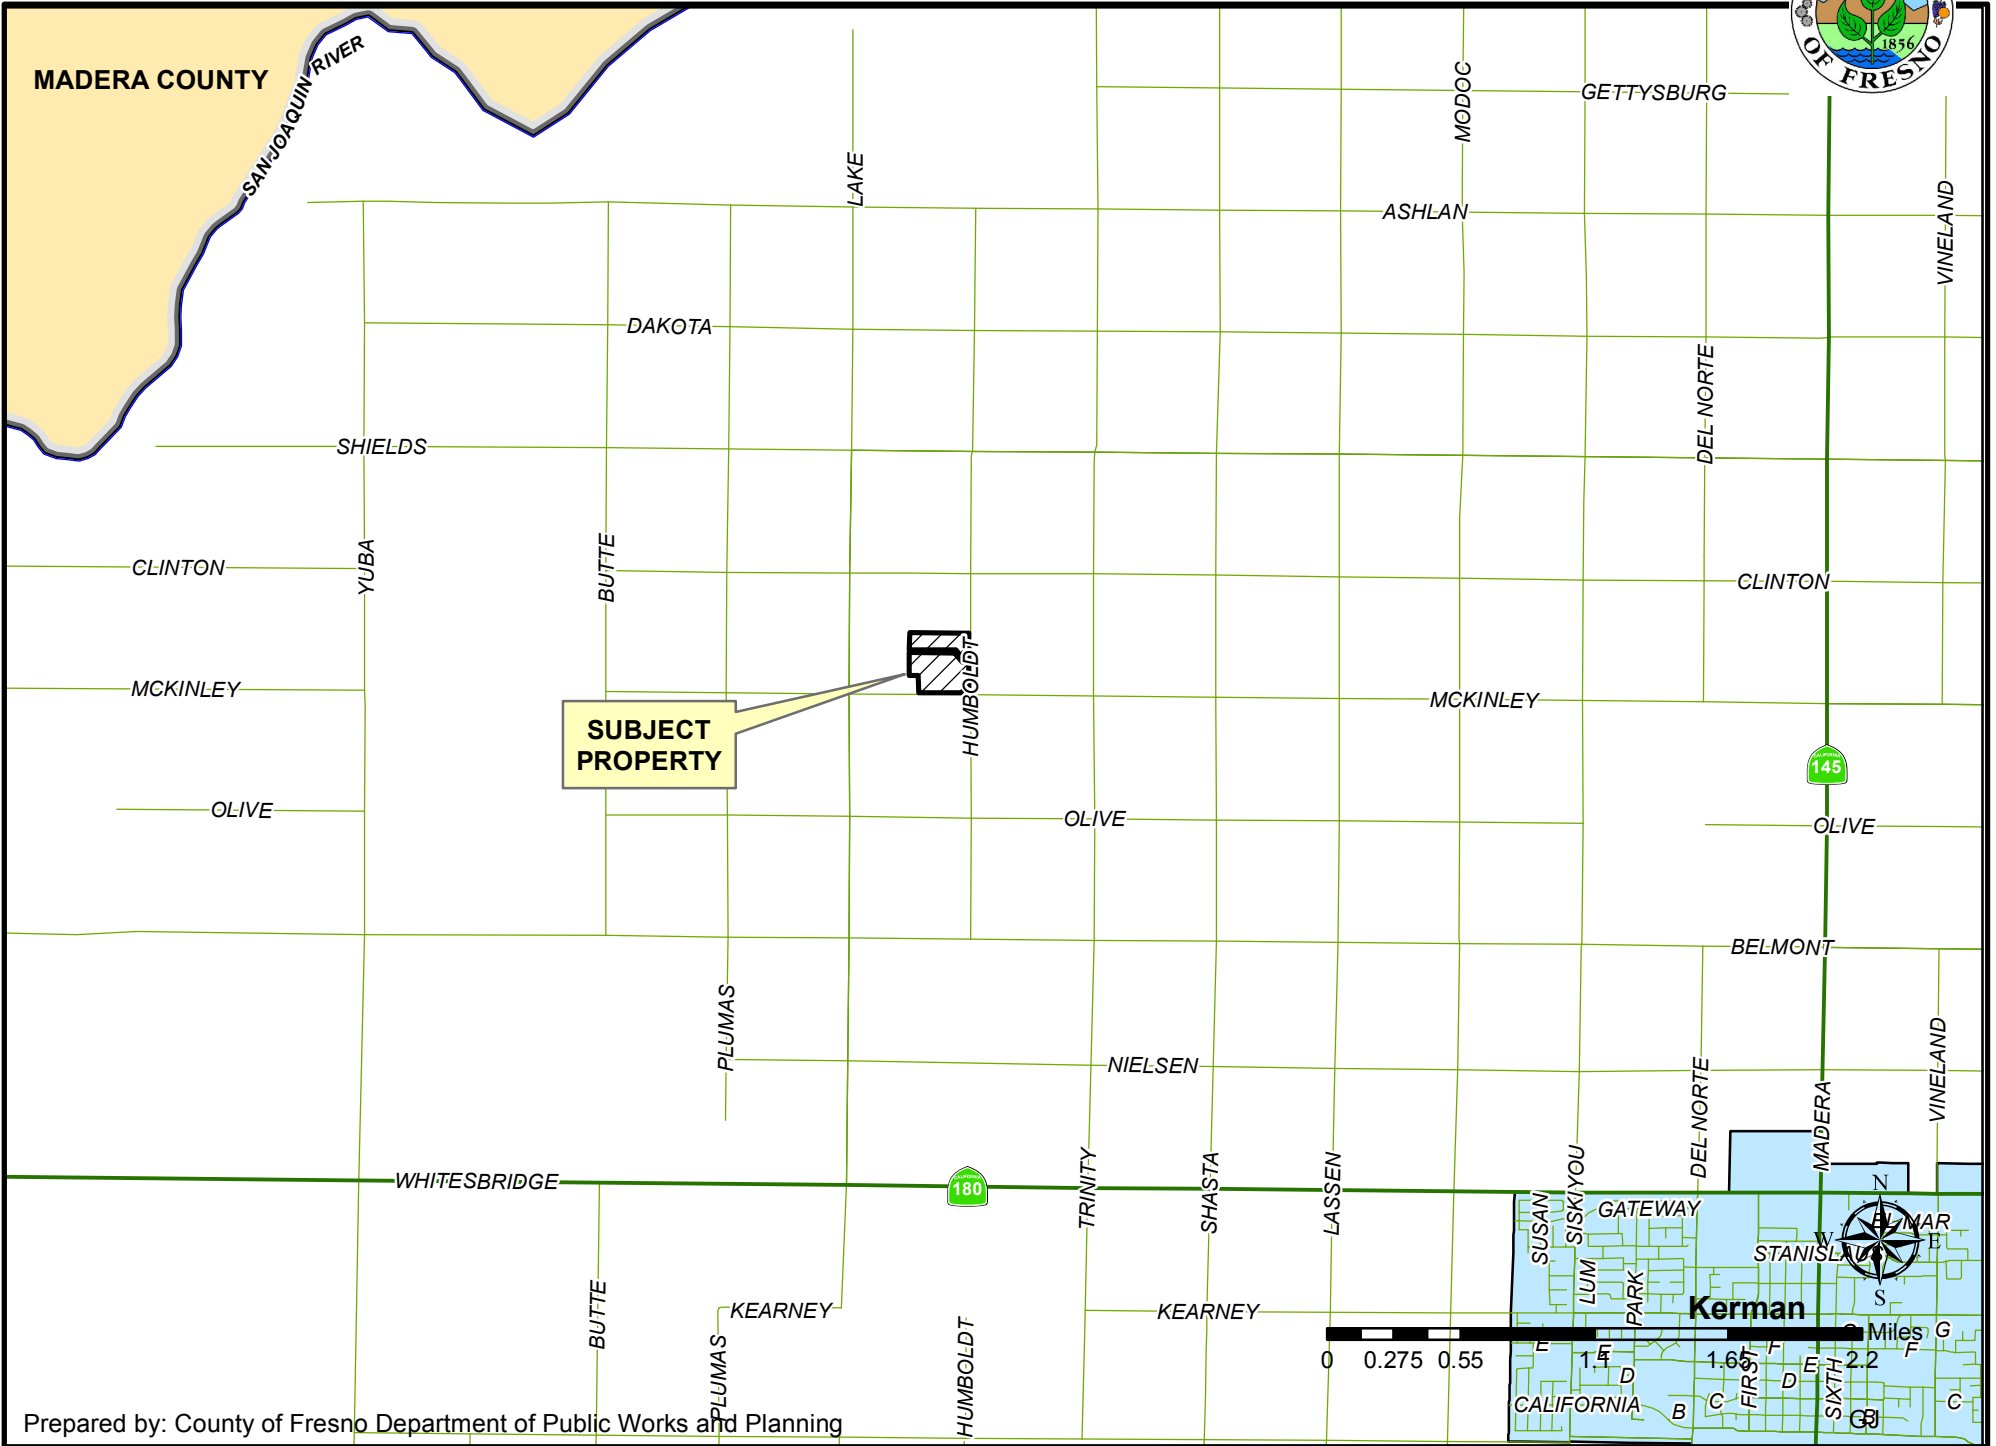 OF FRESNO
1856
MADERA COUNTY
SAN JOAQUIN RIVER
LAKE
MODOC
GETTYSBURG
ASHLAN
VINELAND
DAKOTA
DEL NORTE
SHIELDS
CLINTON
YUBA
BUTTE
CLINTON
HUMBOLDT
MCKINLEY
MCKINLEY
SUBJECT
PROPERTY
CALIFORNIA
145
OLIVE
OLIVE
OLIVE
BELMONT
PLUMAS
NIELSEN
DEL NORTE
MADERA
VINELAND
WHITESBRIDGE
CALIFORNIA
180
TRINITY
SHASTA
LASSEN
SUSAN
SISKIYOU
GATEWAY
N
W
E
S
STANISLAUS
LUM
PARK
BUTTE
PLUMAS
KEARNEY
HUMBOLDT
KEARNEY
Kerman
Miles
G
0
0.275
0.55
1.1
1.65
2.2
E
E
F
F
D
D
E
FIRST
SIXTH
CALIFORNIA
B
C
C
B
GJ
Prepared by: County of Fresno Department of Public Works and Planning